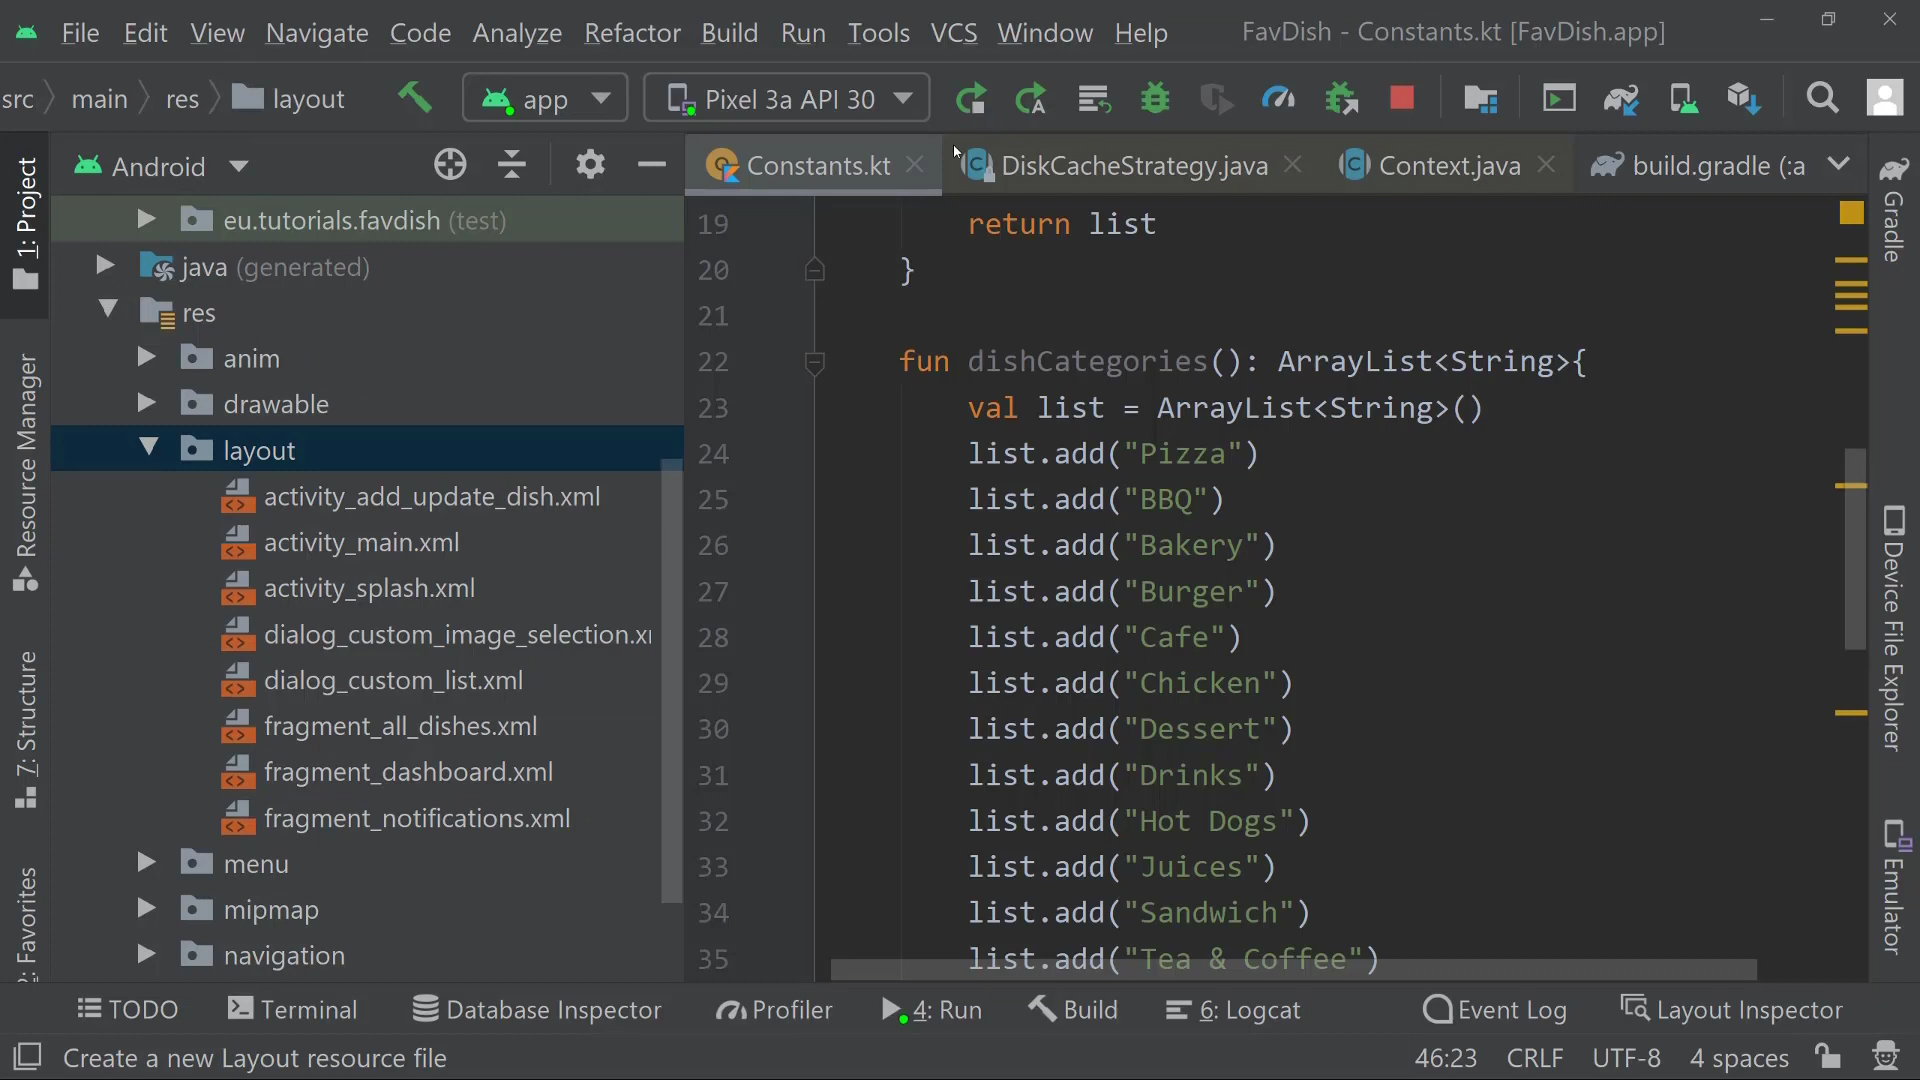 File Edit View Navigate Code Analyze Refactor Build Run Tools VCS Window Help FavDish - Constants.kt [FavDish.app]
src main res layout app Pixel 3a API 30
Android
Constants.kt DiskCacheStrategy.java Context.java build.gradle (:a
1: Project
Resource Manager
7: Structure
Favorites
eu.tutorials.favdish (test)
java (generated)
res
anim
drawable
layout
activity_add_update_dish.xml
activity_main.xml
activity_splash.xml
dialog_custom_image_selection.x
dialog_custom_list.xml
fragment_all_dishes.xml
fragment_dashboard.xml
fragment_notifications.xml
menu
mipmap
navigation
19 return list
20 }
21
22 fun dishCategories(): ArrayList<String>{
23 val list = ArrayList<String>()
24 list.add("Pizza")
25 list.add("BBQ")
26 list.add("Bakery")
27 list.add("Burger")
28 list.add("Cafe")
29 list.add("Chicken")
30 list.add("Dessert")
31 list.add("Drinks")
32 list.add("Hot Dogs")
33 list.add("Juices")
34 list.add("Sandwich")
35 list.add("Tea & Coffee")
Gradle
Device File Explorer
Emulator
TODO Terminal Database Inspector Profiler 4: Run Build 6: Logcat Event Log Layout Inspector
Create a new Layout resource file 46:23 CRLF UTF-8 4 spaces